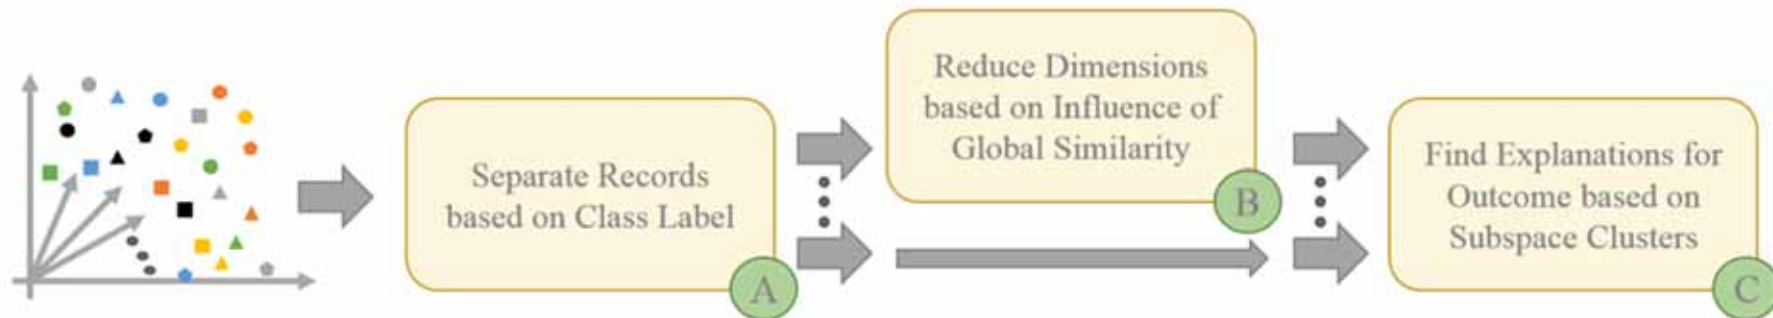 Separate Records
based on Class Label
A
Reduce Dimensions
based on Influence of
Global Similarity
B
Find Explanations for
Outcome based on
Subspace Clusters
C